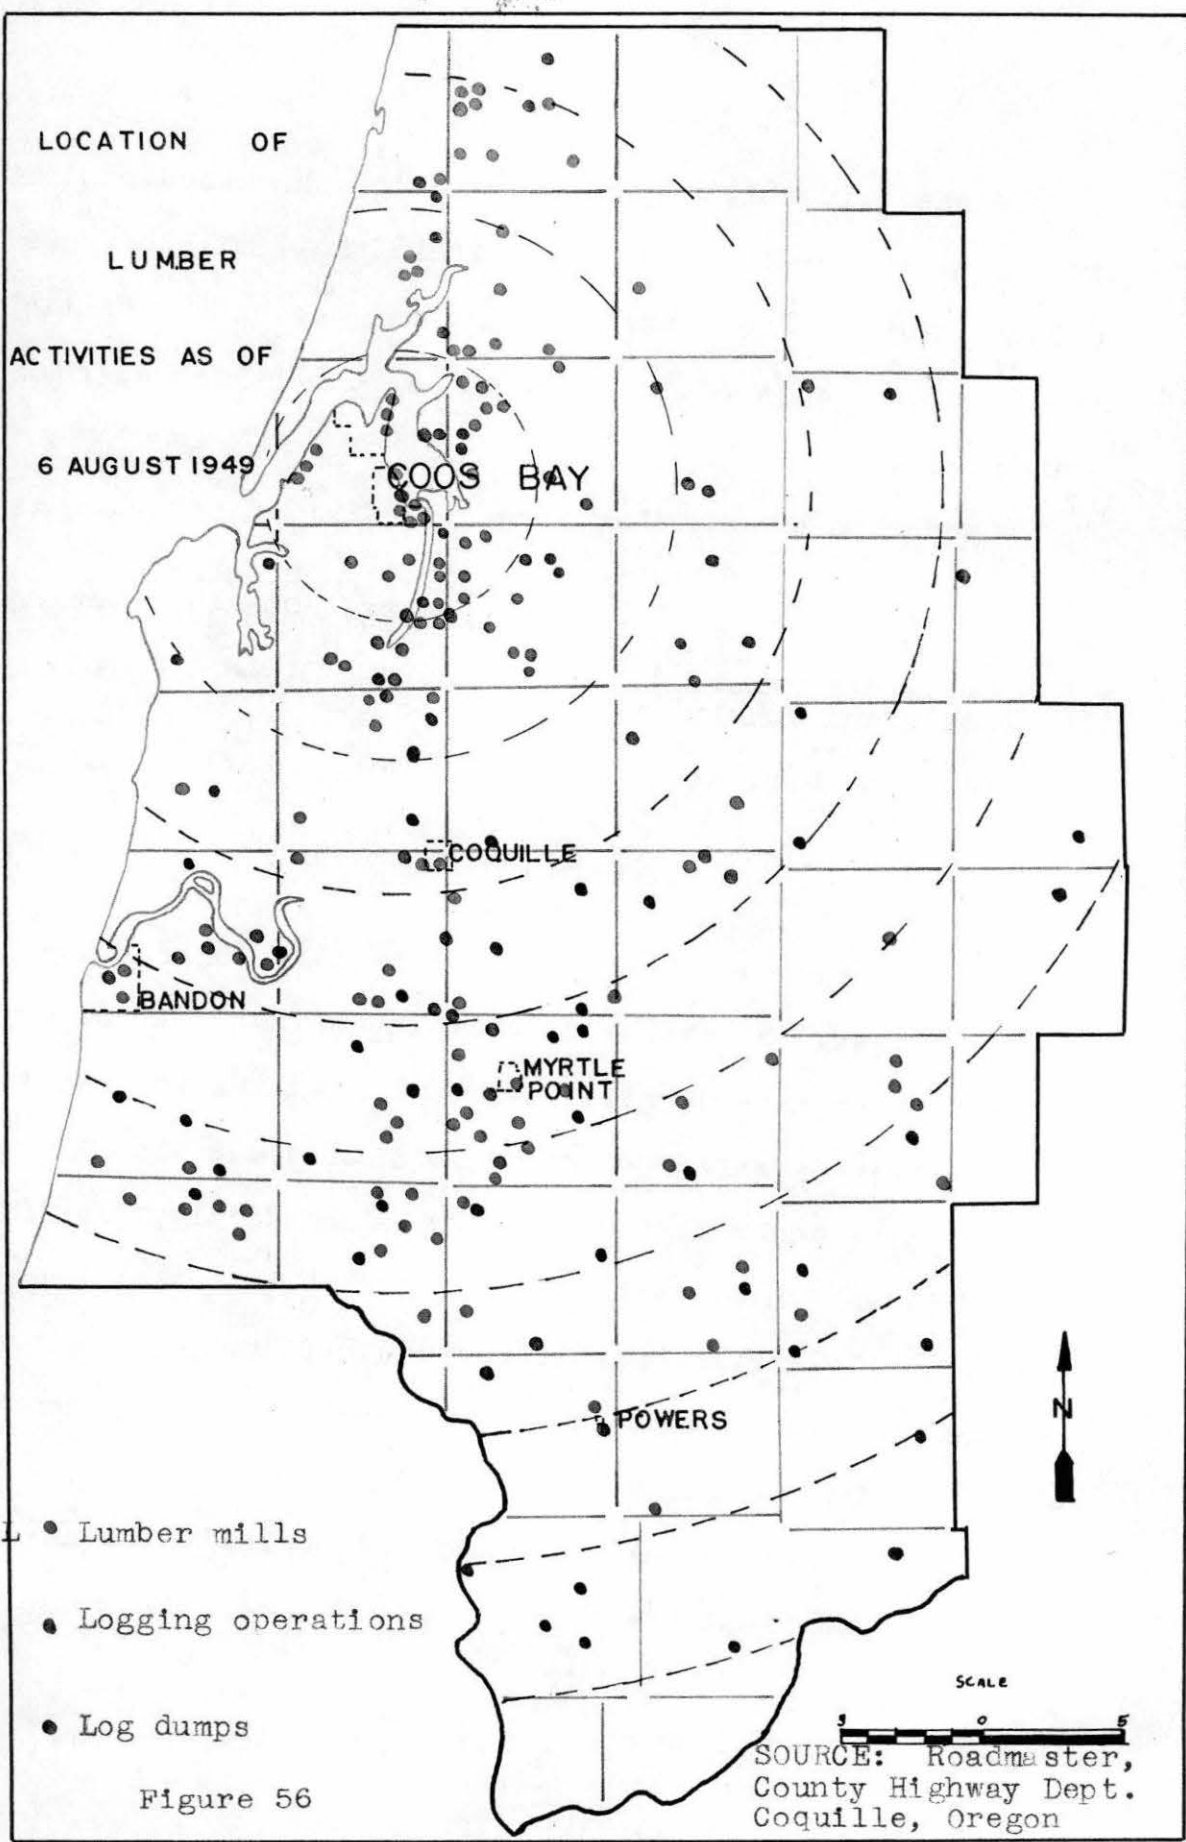 LOCATION OF
LUMBER
ACTIVITIES AS OF
6 AUGUST 1949
COOS BAY
COQUILLE
BANDON
MYRTLE
POINT
POWERS
N
L Lumber mills
Logging operations
Log dumps
Figure 56
SCALE
5 0 5
SOURCE: Roadmaster,
County Highway Dept.
Coquille, Oregon